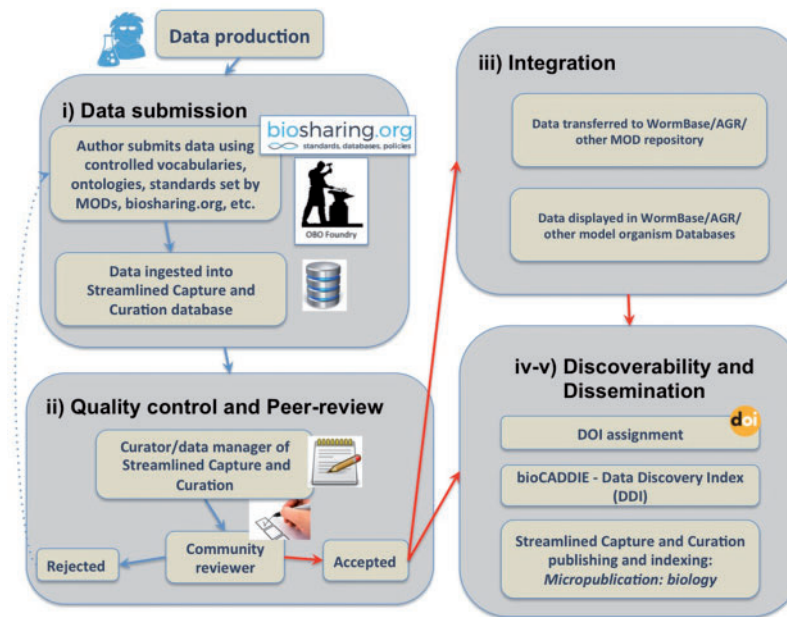 Data production
i) Data submission
biosharing.org
standards, databases, policies
Author submits data using
controlled vocabularies,
ontologies, standards set by
MODs, biosharing.org, etc.
OBO Foundry
Data ingested into
Streamlined Capture and
Curation database
ii) Quality control and Peer-review
Curator/data manager of
Streamlined Capture and
Curation
Community
reviewer
Rejected
Accepted
iii) Integration
Data transferred to WormBase/AGR/
other MOD repository
Data displayed in WormBase/AGR/
other model organism Databases
iv-v) Discoverability and
Dissemination
doi
DOI assignment
bioCADDIE - Data Discovery Index
(DDI)
Streamlined Capture and Curation
publishing and indexing:
Micropublication: biology